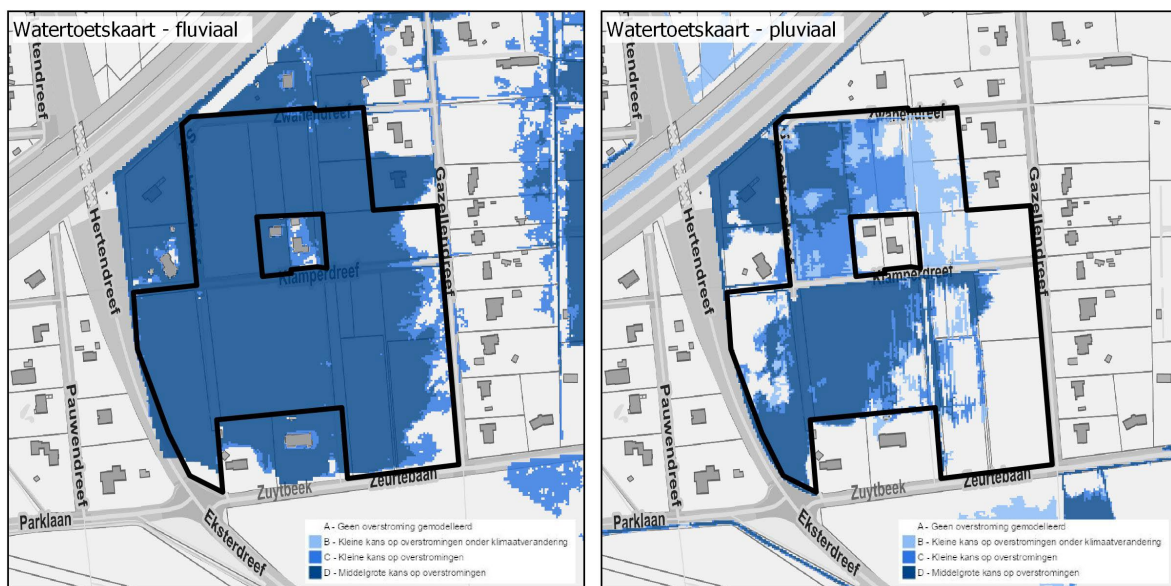 Watertoetskaart - fluviaal
Zwanendreef
Hertendreef
Gazellendreef
Klamperdreef
Pauwendreef
Zuytbeek
Zeurtebaan
Parklaan
Eksterdreef
A - Geen overstroming gemodelleerd
B - Kleine kans op overstromingen onder klimaatverandering
C - Kleine kans op overstromingen
D - Middelgrote kans op overstromingen
Watertoetskaart - pluviaal
Zwanendreef
Hertendreef
Gazellendreef
Klamperdreef
Pauwendreef
Zuytbeek
Zeurtebaan
Parklaan
Eksterdreef
A - Geen overstroming gemodelleerd
B - Kleine kans op overstromingen onder klimaatverandering
C - Kleine kans op overstromingen
D - Middelgrote kans op overstromingen